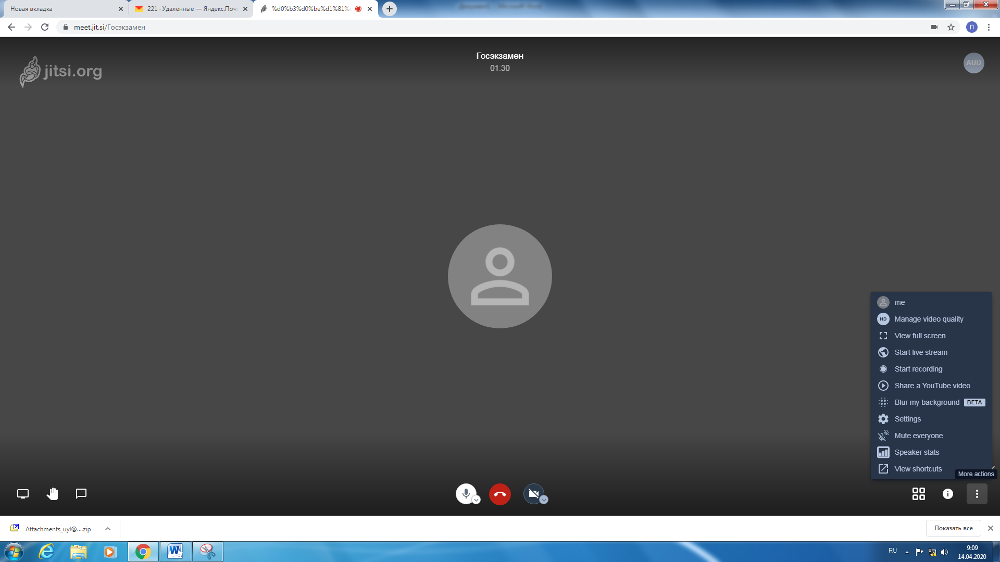 Новая вкладка
221 · Удалённые — Яндекс.Почт
%d0%b3%d0%be%d1%81%
meet.jit.si/Госэкзамен
П
jitsi.org
Госэкзамен
01:30
AUD
me
HD Manage video quality
View full screen
Start live stream
Start recording
Share a YouTube video
Blur my background BETA
Settings
Mute everyone
Speaker stats
View shortcuts
More actions
Attachments_uyl@....zip
Показать все
RU
9:09
14.04.2020